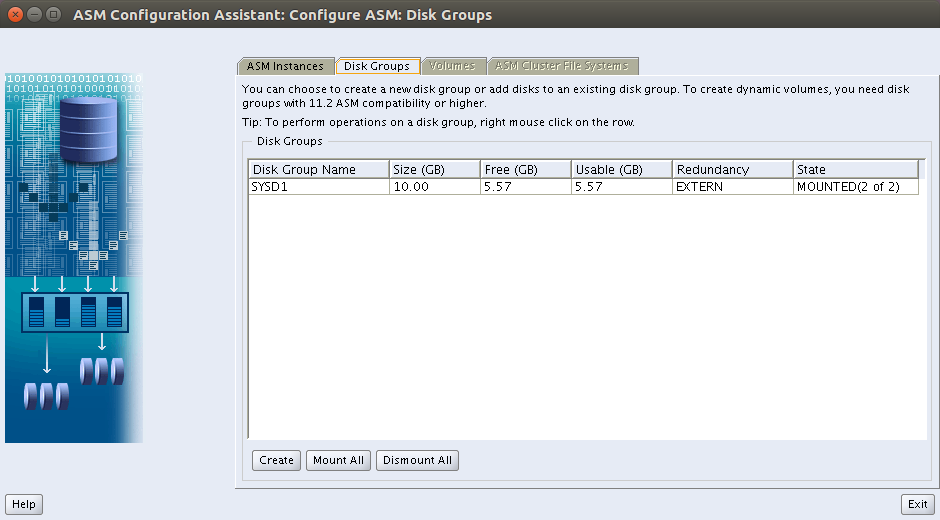 ASM Configuration Assistant: Configure ASM: Disk Groups
ASM Instances Disk Groups Volumes ASM Cluster File Systems
You can choose to create a new disk group or add disks to an existing disk group. To create dynamic volumes, you need disk
groups with 11.2 ASM compatibility or higher.
Tip: To perform operations on a disk group, right mouse click on the row.
Disk Groups
Disk Group Name Size (GB) Free (GB) Usable (GB) Redundancy State
SYSD1 10.00 5.57 5.57 EXTERN MOUNTED(2 of 2)
Create Mount All Dismount All
Help Exit